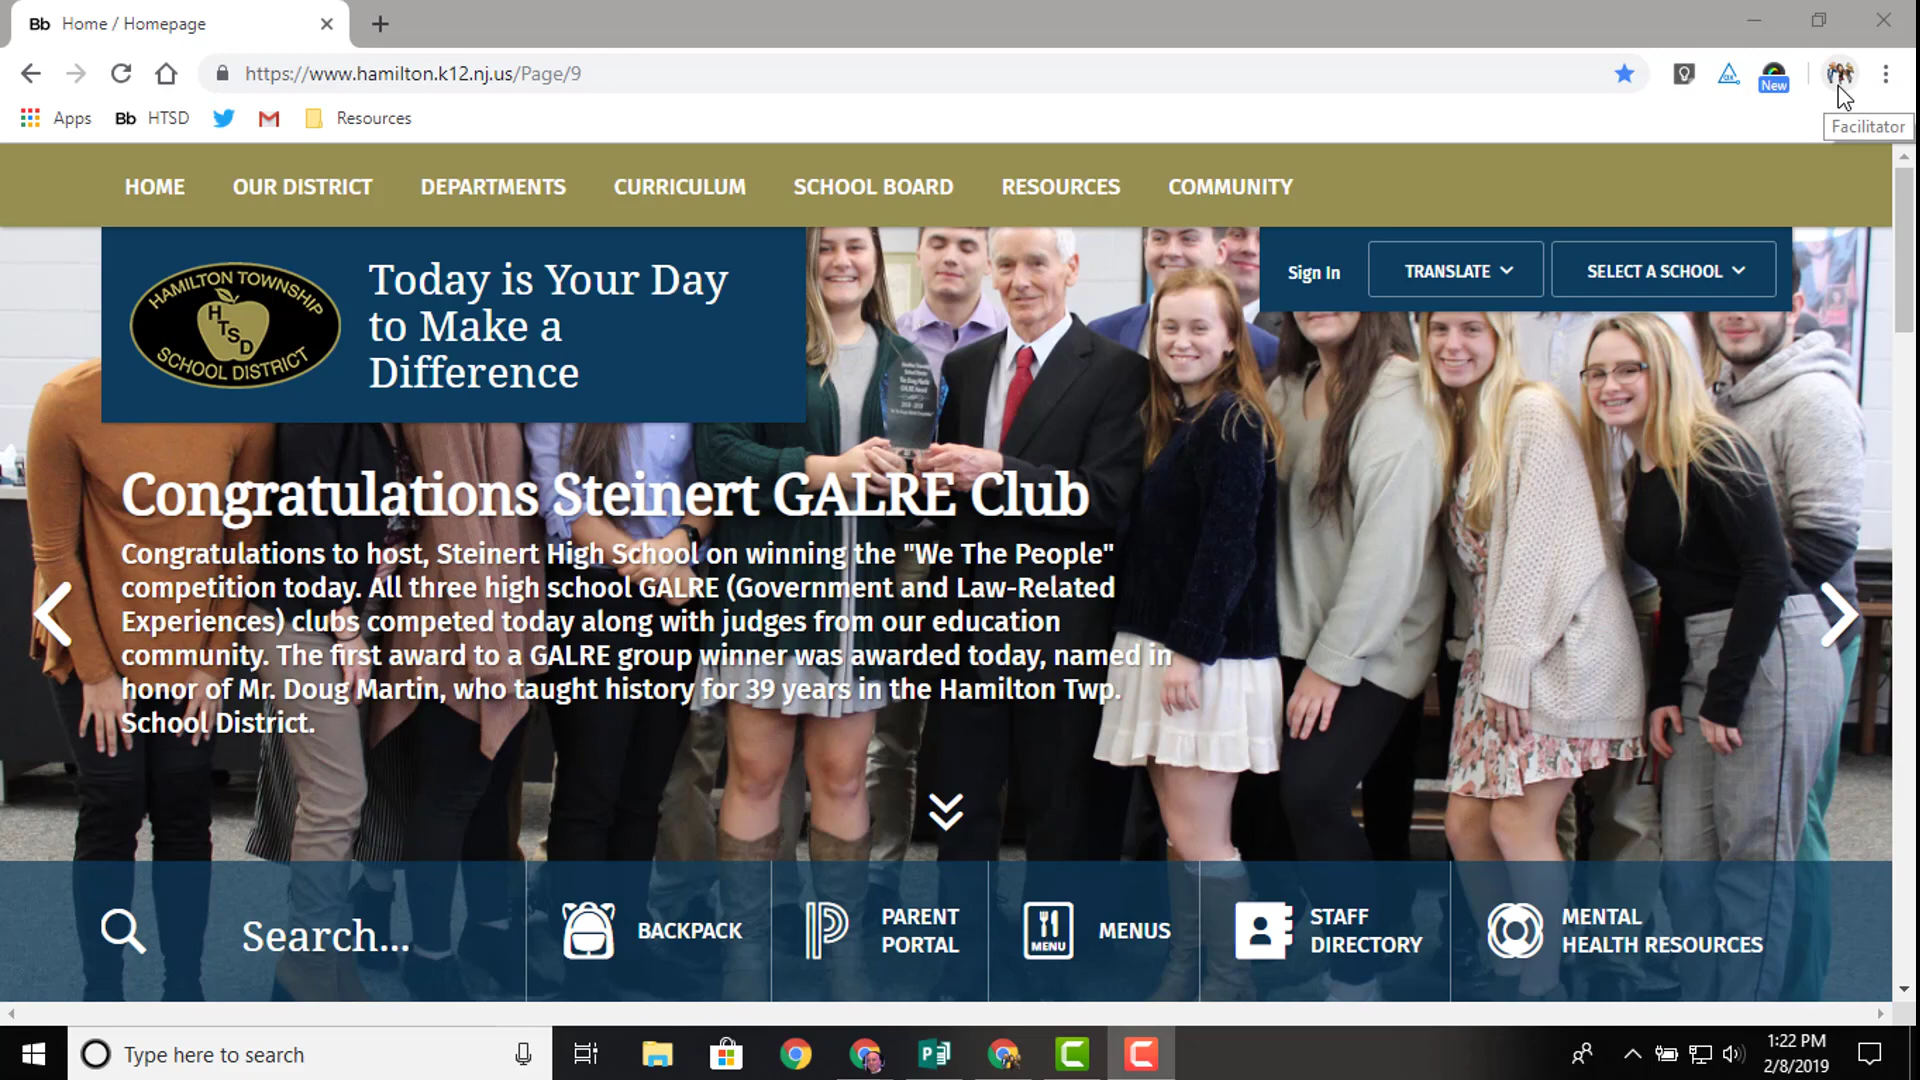 Bb Home / Homepage
https://www.hamilton.k12.nj.us/Page/9
New
Apps Bb HTSD Resources
Facilitator
HOME OUR DISTRICT DEPARTMENTS CURRICULUM SCHOOL BOARD RESOURCES COMMUNITY
HAMILTON TOWNSHIP
HTSD
SCHOOL DISTRICT
Today is Your Day
to Make a
Difference
Sign In TRANSLATE SELECT A SCHOOL
Congratulations Steinert GALRE Club
Congratulations to host, Steinert High School on winning the "We The People"
competition today. All three high school GALRE (Government and Law-Related
Experiences) clubs competed today along with judges from our education
community. The first award to a GALRE group winner was awarded today, named in
honor of Mr. Doug Martin, who taught history for 39 years in the Hamilton Twp.
School District.
Search...
BACKPACK
PARENT
PORTAL
MENU
MENUS
STAFF
DIRECTORY
MENTAL
HEALTH RESOURCES
Type here to search
1:22 PM
2/8/2019